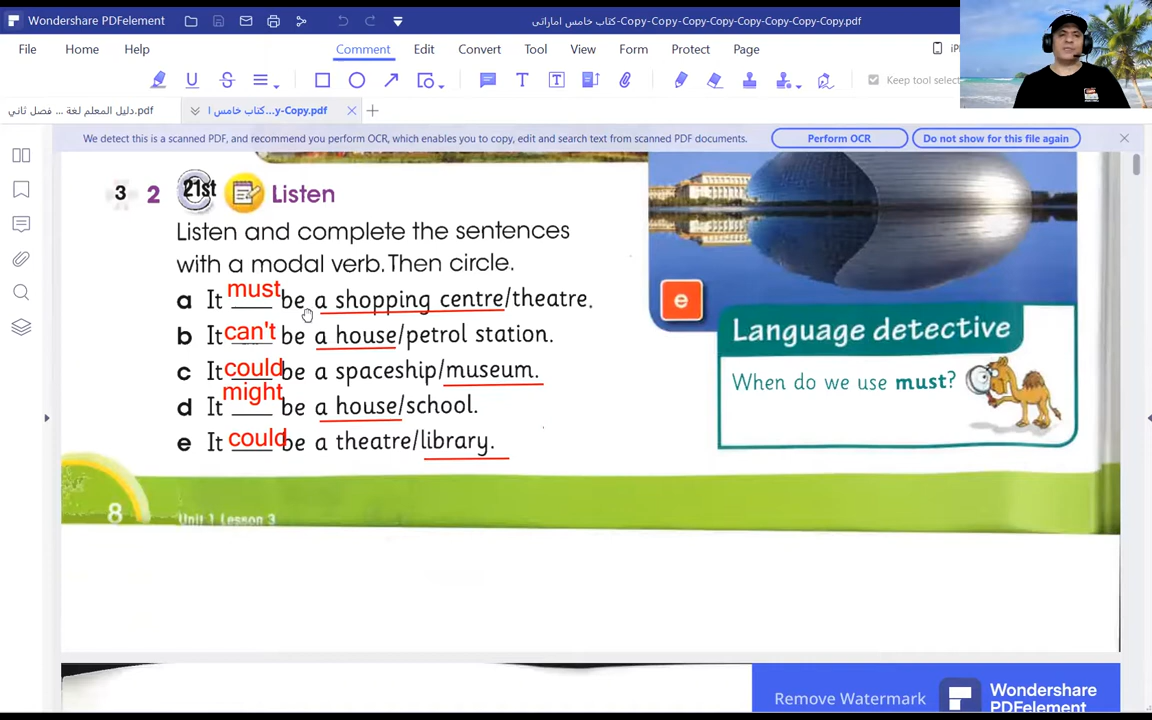 Wondershare PDFelement
كتاب خامس اماراتى-Copy-Copy-Copy-Copy-Copy-Copy-Copy.pdf
File Home Help Comment Edit Convert Tool View Form Protect Page
Keep tool selec
دليل المعلم لغة ... فصل ثاني.pdf
كتاب خامس ا...y-Copy.pdf
We detect this is a scanned PDF, and recommend you perform OCR, which enables you to copy, edit and search text from scanned PDF documents.
Perform OCR
Do not show for this file again
3 2 21st Listen
Listen and complete the sentences
with a modal verb. Then circle.
a It must be a shopping centre/theatre.
b It can't be a house/petrol station.
c It could be a spaceship/museum.
d It might be a house/school.
e It could be a theatre/library.
e
Language detective
When do we use must?
8 Unit 1 Lesson 3
Remove Watermark
Wondershare
PDFelement